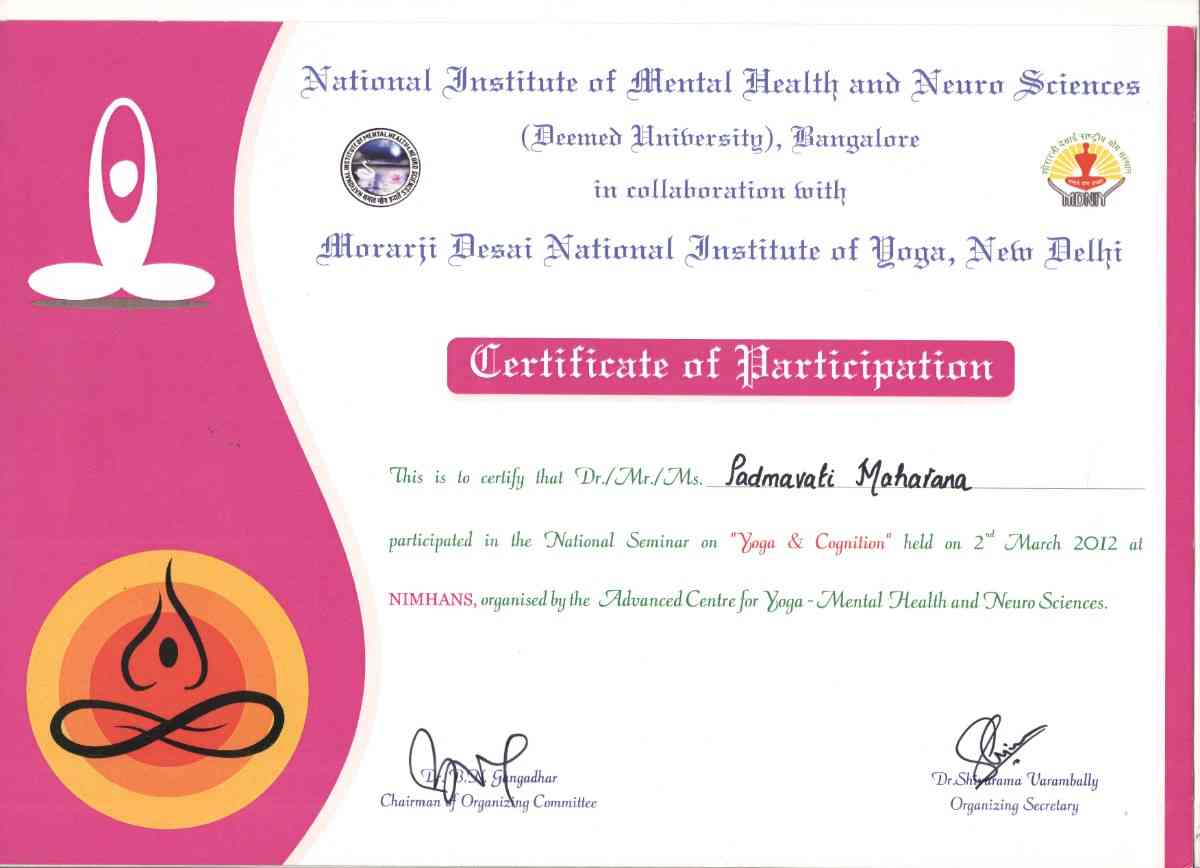 National Institute of Mental Health and Neuro Sciences
(Deemed University), Bangalore
in collaboration with
Morarji Desai National Institute of Yoga, New Delhi
MDNIY
Certificate of Participation
This is to certify that Dr./Mr./Ms. Padmavati Maharana
participated in the National Seminar on "Yoga & Cognition" held on 2nd March 2012 at
NIMHANS, organised by the Advanced Centre for Yoga - Mental Health and Neuro Sciences.
Dr. B.N. Gangadhar
Chairman of Organizing Committee
Dr.Shivarama Varambally
Organizing Secretary